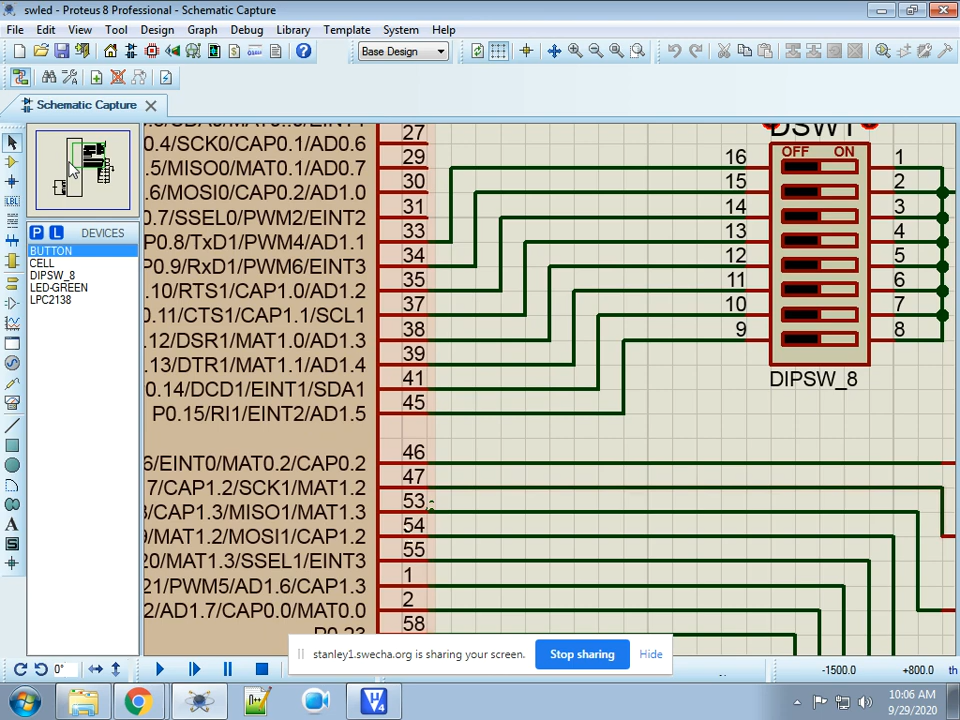 swled - Proteus 8 Professional - Schematic Capture
File Edit View Tool Design Graph Debug Library Template System Help
Base Design
Schematic Capture
P L DEVICES
BUTTON
CELL
DIPSW_8
LED-GREEN
LPC2138
27
0.4/SCK0/CAP0.1/AD0.6 29
.5/MISO0/MAT0.1/AD0.7 30
.6/MOSI0/CAP0.2/AD1.0 31
0.7/SSEL0/PWM2/EINT2 33
P0.8/TxD1/PWM4/AD1.1 34
P0.9/RxD1/PWM6/EINT3 35
.10/RTS1/CAP1.0/AD1.2 37
0.11/CTS1/CAP1.1/SCL1 38
.12/DSR1/MAT1.0/AD1.3 39
.13/DTR1/MAT1.1/AD1.4 41
0.14/DCD1/EINT1/SDA1 45
P0.15/RI1/EINT2/AD1.5
46
6/EINT0/MAT0.2/CAP0.2 47
7/CAP1.2/SCK1/MAT1.2 53
8/CAP1.3/MISO1/MAT1.3 54
9/MAT1.2/MOSI1/CAP1.2 55
20/MAT1.3/SSEL1/EINT3 1
21/PWM5/AD1.6/CAP1.3 2
2/AD1.7/CAP0.0/MAT0.0 58
P0.23
DSW1
OFF ON
16 1
15 2
14 3
13 4
12 5
11 6
10 7
9 8
DIPSW_8
stanley1.swecha.org is sharing your screen. Stop sharing Hide
0°
-1500.0 +800.0 th
10:06 AM
9/29/2020